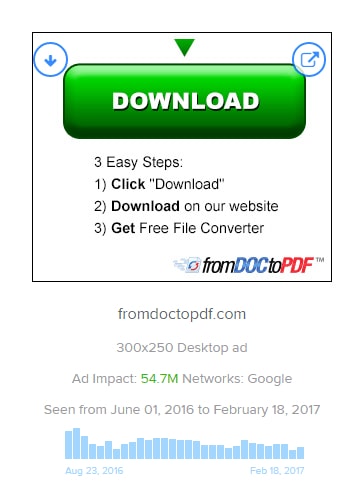 DOWNLOAD
3 Easy Steps:
1) Click "Download"
2) Download on our website
3) Get Free File Converter
fromDOCtoPDF™
fromdoctopdf.com
300x250 Desktop ad
Ad Impact: 54.7M Networks: Google
Seen from June 01, 2016 to February 18, 2017
Aug 23, 2016 Feb 18, 2017